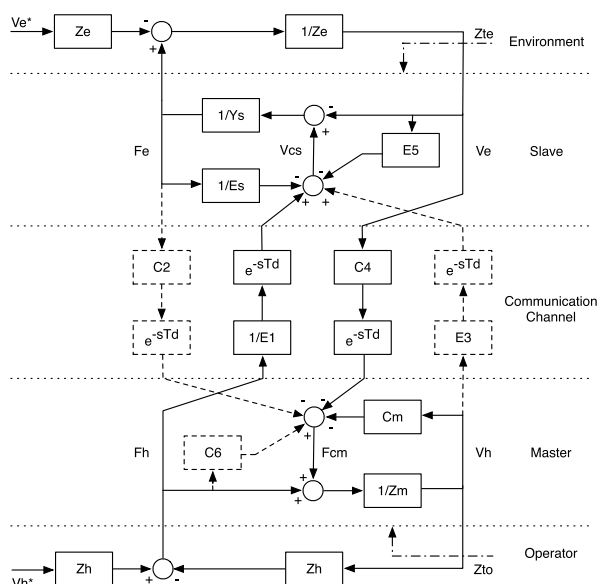 Ve*
Ze
-
+
1/Ze
Zte
Environment
1/Ys
-
+
Fe
Vcs
E5
Ve
Slave
1/Es
-
-
-
+
+
C2
e-sTd
C4
e-sTd
Communication
Channel
e-sTd
1/E1
e-sTd
E3
-
-
-
+
Cm
Fh
C6
Fcm
Vh
Master
+
+
1/Zm
Operator
Vh*
Zh
+
-
Zh
Zto